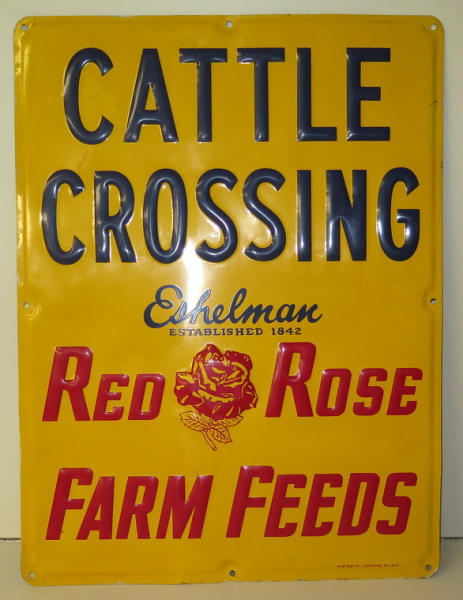 CATTLE
CROSSING
Eshelman
ESTABLISHED 1842
RED ROSE
FARM FEEDS